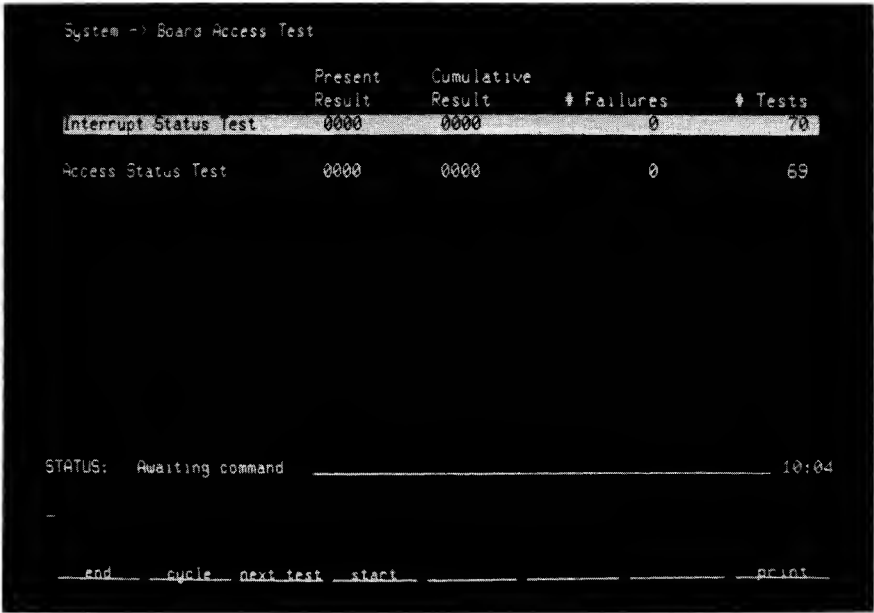 System -> Board Access Test
Present Cumulative
Result Result # Failures # Tests
Interrupt Status Test 0000 0000 0 70
Access Status Test 0000 0000 0 69
STATUS: Awaiting command 10:04
end cycle next test start print